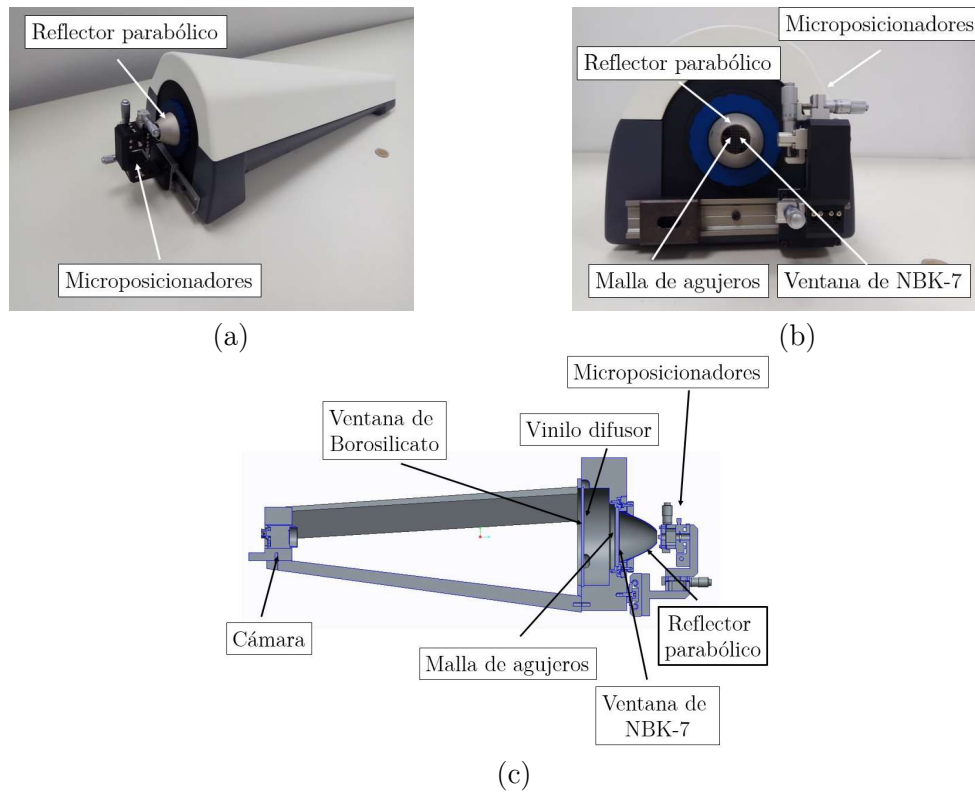 Reflector parabólico
Microposicionadores
(a)
Microposicionadores
Reflector parabólico
Malla de agujeros
Ventana de NBK-7
(b)
Microposicionadores
Ventana de
Borosilicato
Vinilo difusor
Cámara
Malla de agujeros
Reflector
parabólico
Ventana de
NBK-7
(c)